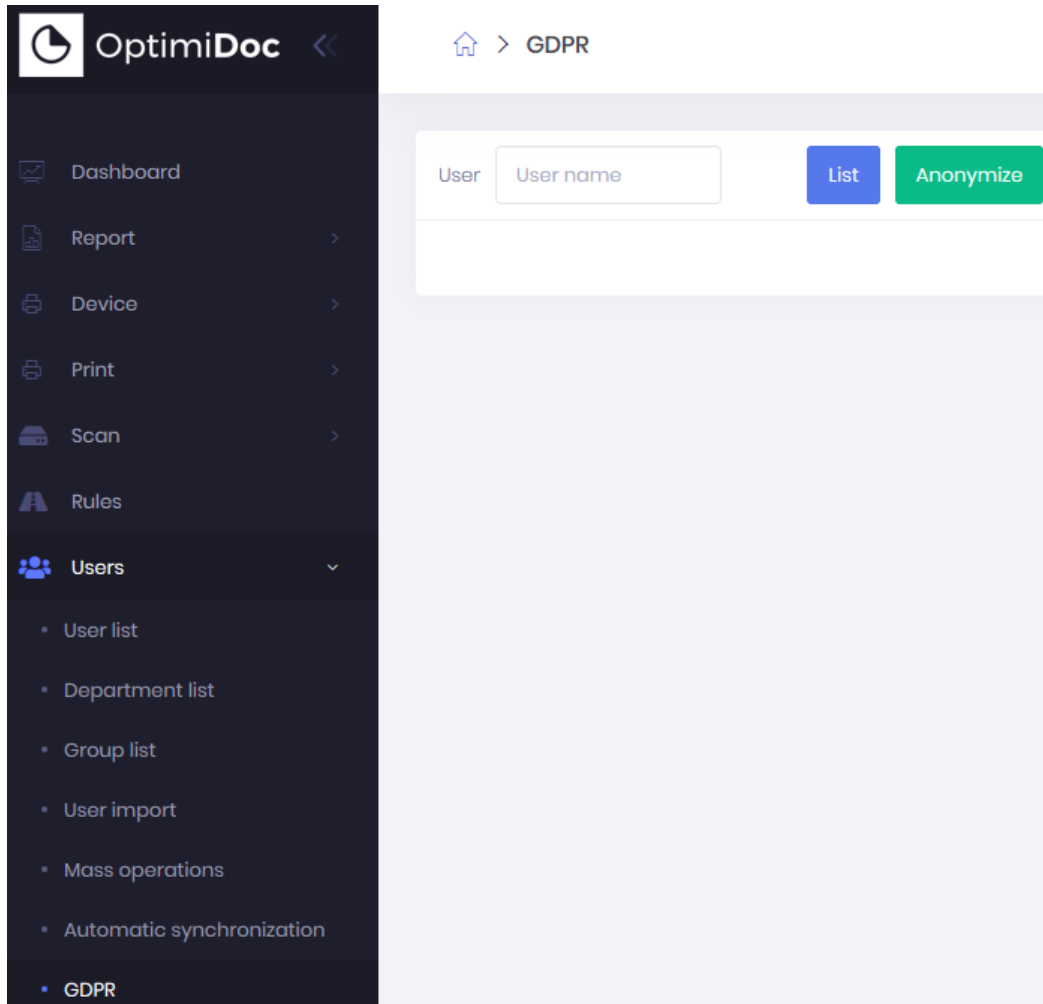 OptimiDoc
Dashboard
Report
Device
Print
Scan
Rules
Users
User list
Department list
Group list
User import
Mass operations
Automatic synchronization
GDPR
> GDPR
User User name List Anonymize